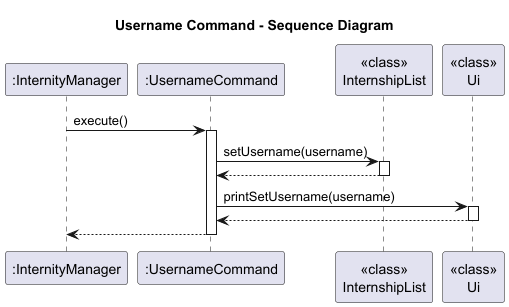 Username Command - Sequence Diagram
:InternityManager
:UsernameCommand
«class»
InternshipList
«class»
Ui
execute()
setUsername(username)
printSetUsername(username)
:InternityManager
:UsernameCommand
«class»
InternshipList
«class»
Ui